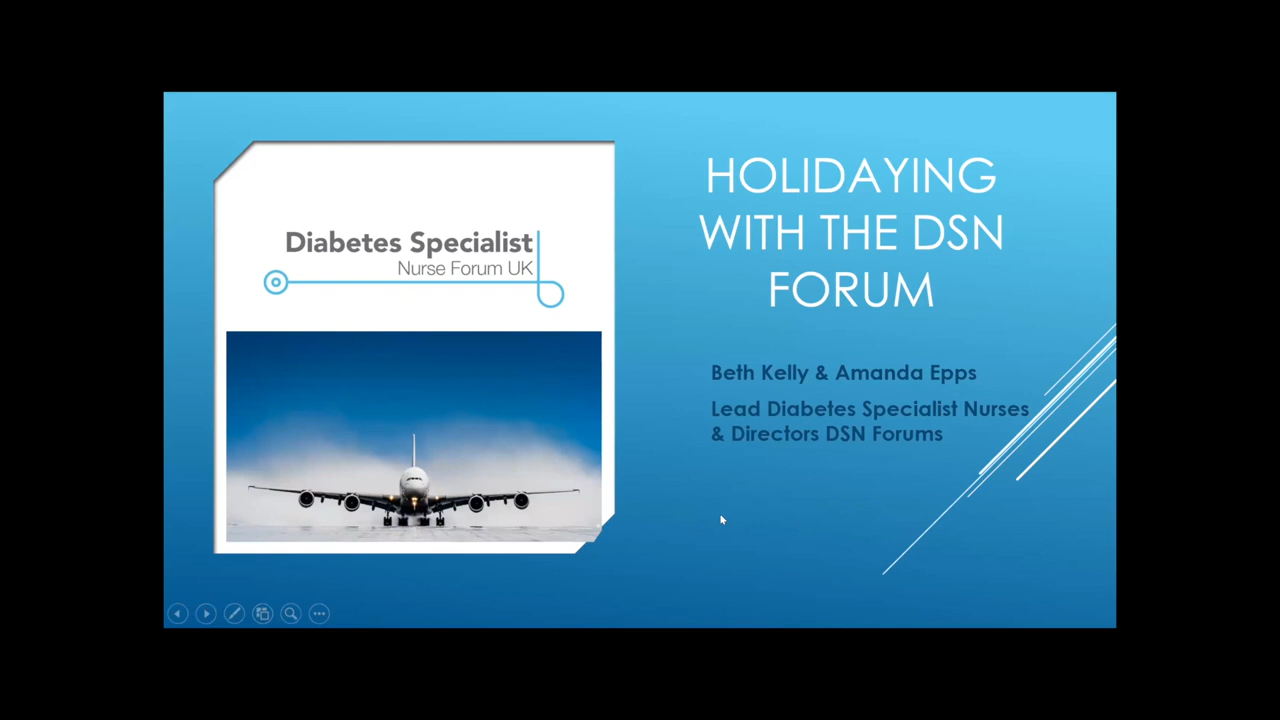 Diabetes Specialist
Nurse Forum UK
HOLIDAYING
WITH THE DSN
FORUM
Beth Kelly & Amanda Epps
Lead Diabetes Specialist Nurses
& Directors DSN Forums